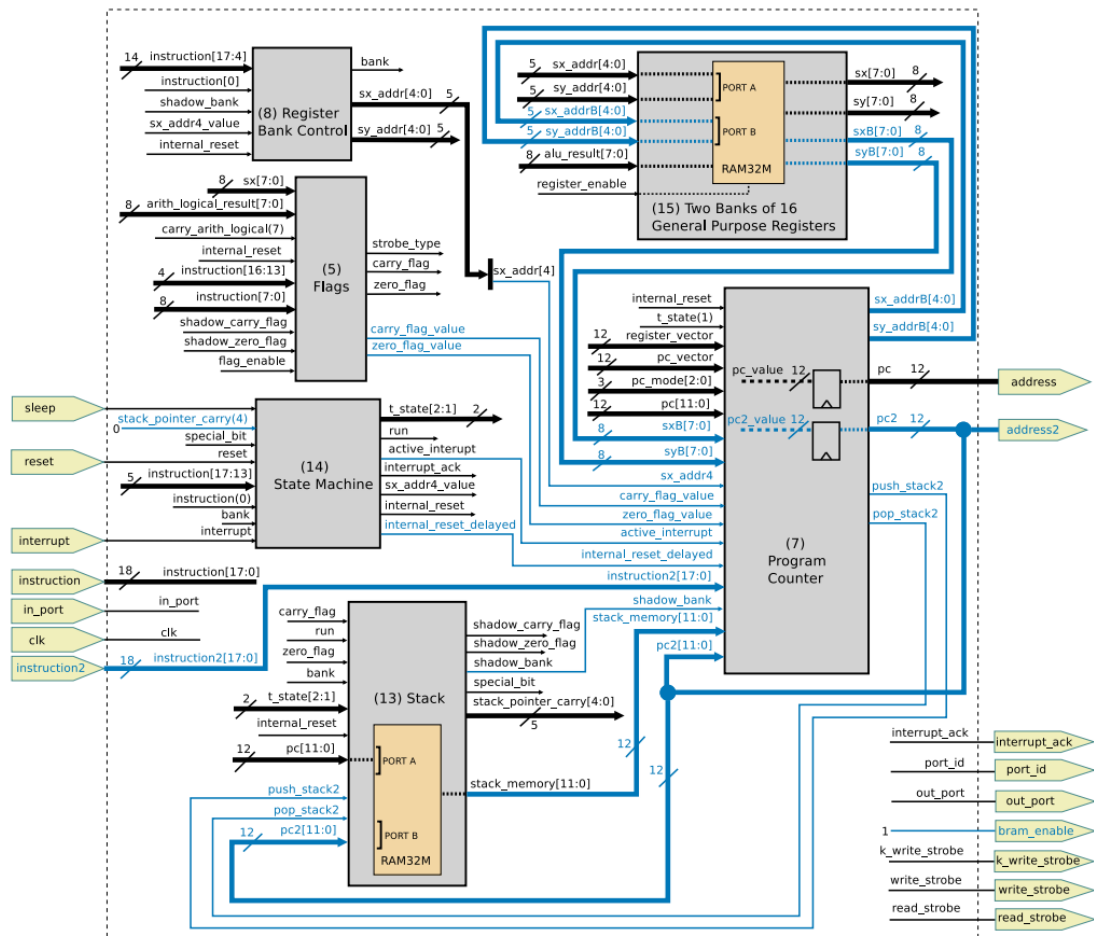 14 instruction[17:4]
instruction[0]
shadow_bank
sx_addr4_value
internal_reset
(8) Register
Bank Control
bank
sx_addr[4:0] 5
sy_addr[4:0] 5
5 sx_addr[4:0]
5 sy_addr[4:0]
5 sx_addrB[4:0]
5 sy_addrB[4:0]
8 alu_result[7:0]
register_enable
PORT A
PORT B
RAM32M
(15) Two Banks of 16
General Purpose Registers
sx[7:0] 8
sy[7:0] 8
sxB[7:0] 8
syB[7:0] 8
8 sx[7:0]
8 arith_logical_result[7:0]
carry_arith_logical(7)
internal_reset
4 instruction[16:13]
8 instruction[7:0]
shadow_carry_flag
shadow_zero_flag
flag_enable
(5)
Flags
strobe_type
carry_flag
zero_flag
carry_flag_value
zero_flag_value
sx_addr[4]
internal_reset
t_state(1)
12 register_vector
12 pc_vector
3 pc_mode[2:0]
12 pc[11:0]
8 sxB[7:0]
8 syB[7:0]
sx_addr4
carry_flag_value
zero_flag_value
active_interrupt
internal_reset_delayed
instruction2[17:0]
shadow_bank
stack_memory[11:0]
pc2[11:0]
pc_value 12
pc2_value 12
(7)
Program
Counter
sx_addrB[4:0]
sy_addrB[4:0]
pc 12
pc2 12
push_stack2
pop_stack2
address
address2
sleep
reset
interrupt
instruction
in_port
clk
instruction2
stack_pointer_carry(4)
0
special_bit
reset
5 instruction[17:13]
instruction(0)
bank
interrupt
(14)
State Machine
t_state[2:1] 2
run
active_interupt
interrupt_ack
sx_addr4_value
internal_reset
internal_reset_delayed
18 instruction[17:0]
in_port
clk
18 instruction2[17:0]
carry_flag
run
zero_flag
bank
2 t_state[2:1]
internal_reset
12 pc[11:0]
push_stack2
pop_stack2
12 pc2[11:0]
(13) Stack
PORT A
PORT B
RAM32M
shadow_carry_flag
shadow_zero_flag
shadow_bank
special_bit
stack_pointer_carry[4:0]
5
stack_memory[11:0]
12
12
interrupt_ack interrupt_ack
port_id port_id
out_port out_port
1 bram_enable
k_write_strobe k_write_strobe
write_strobe write_strobe
read_strobe read_strobe